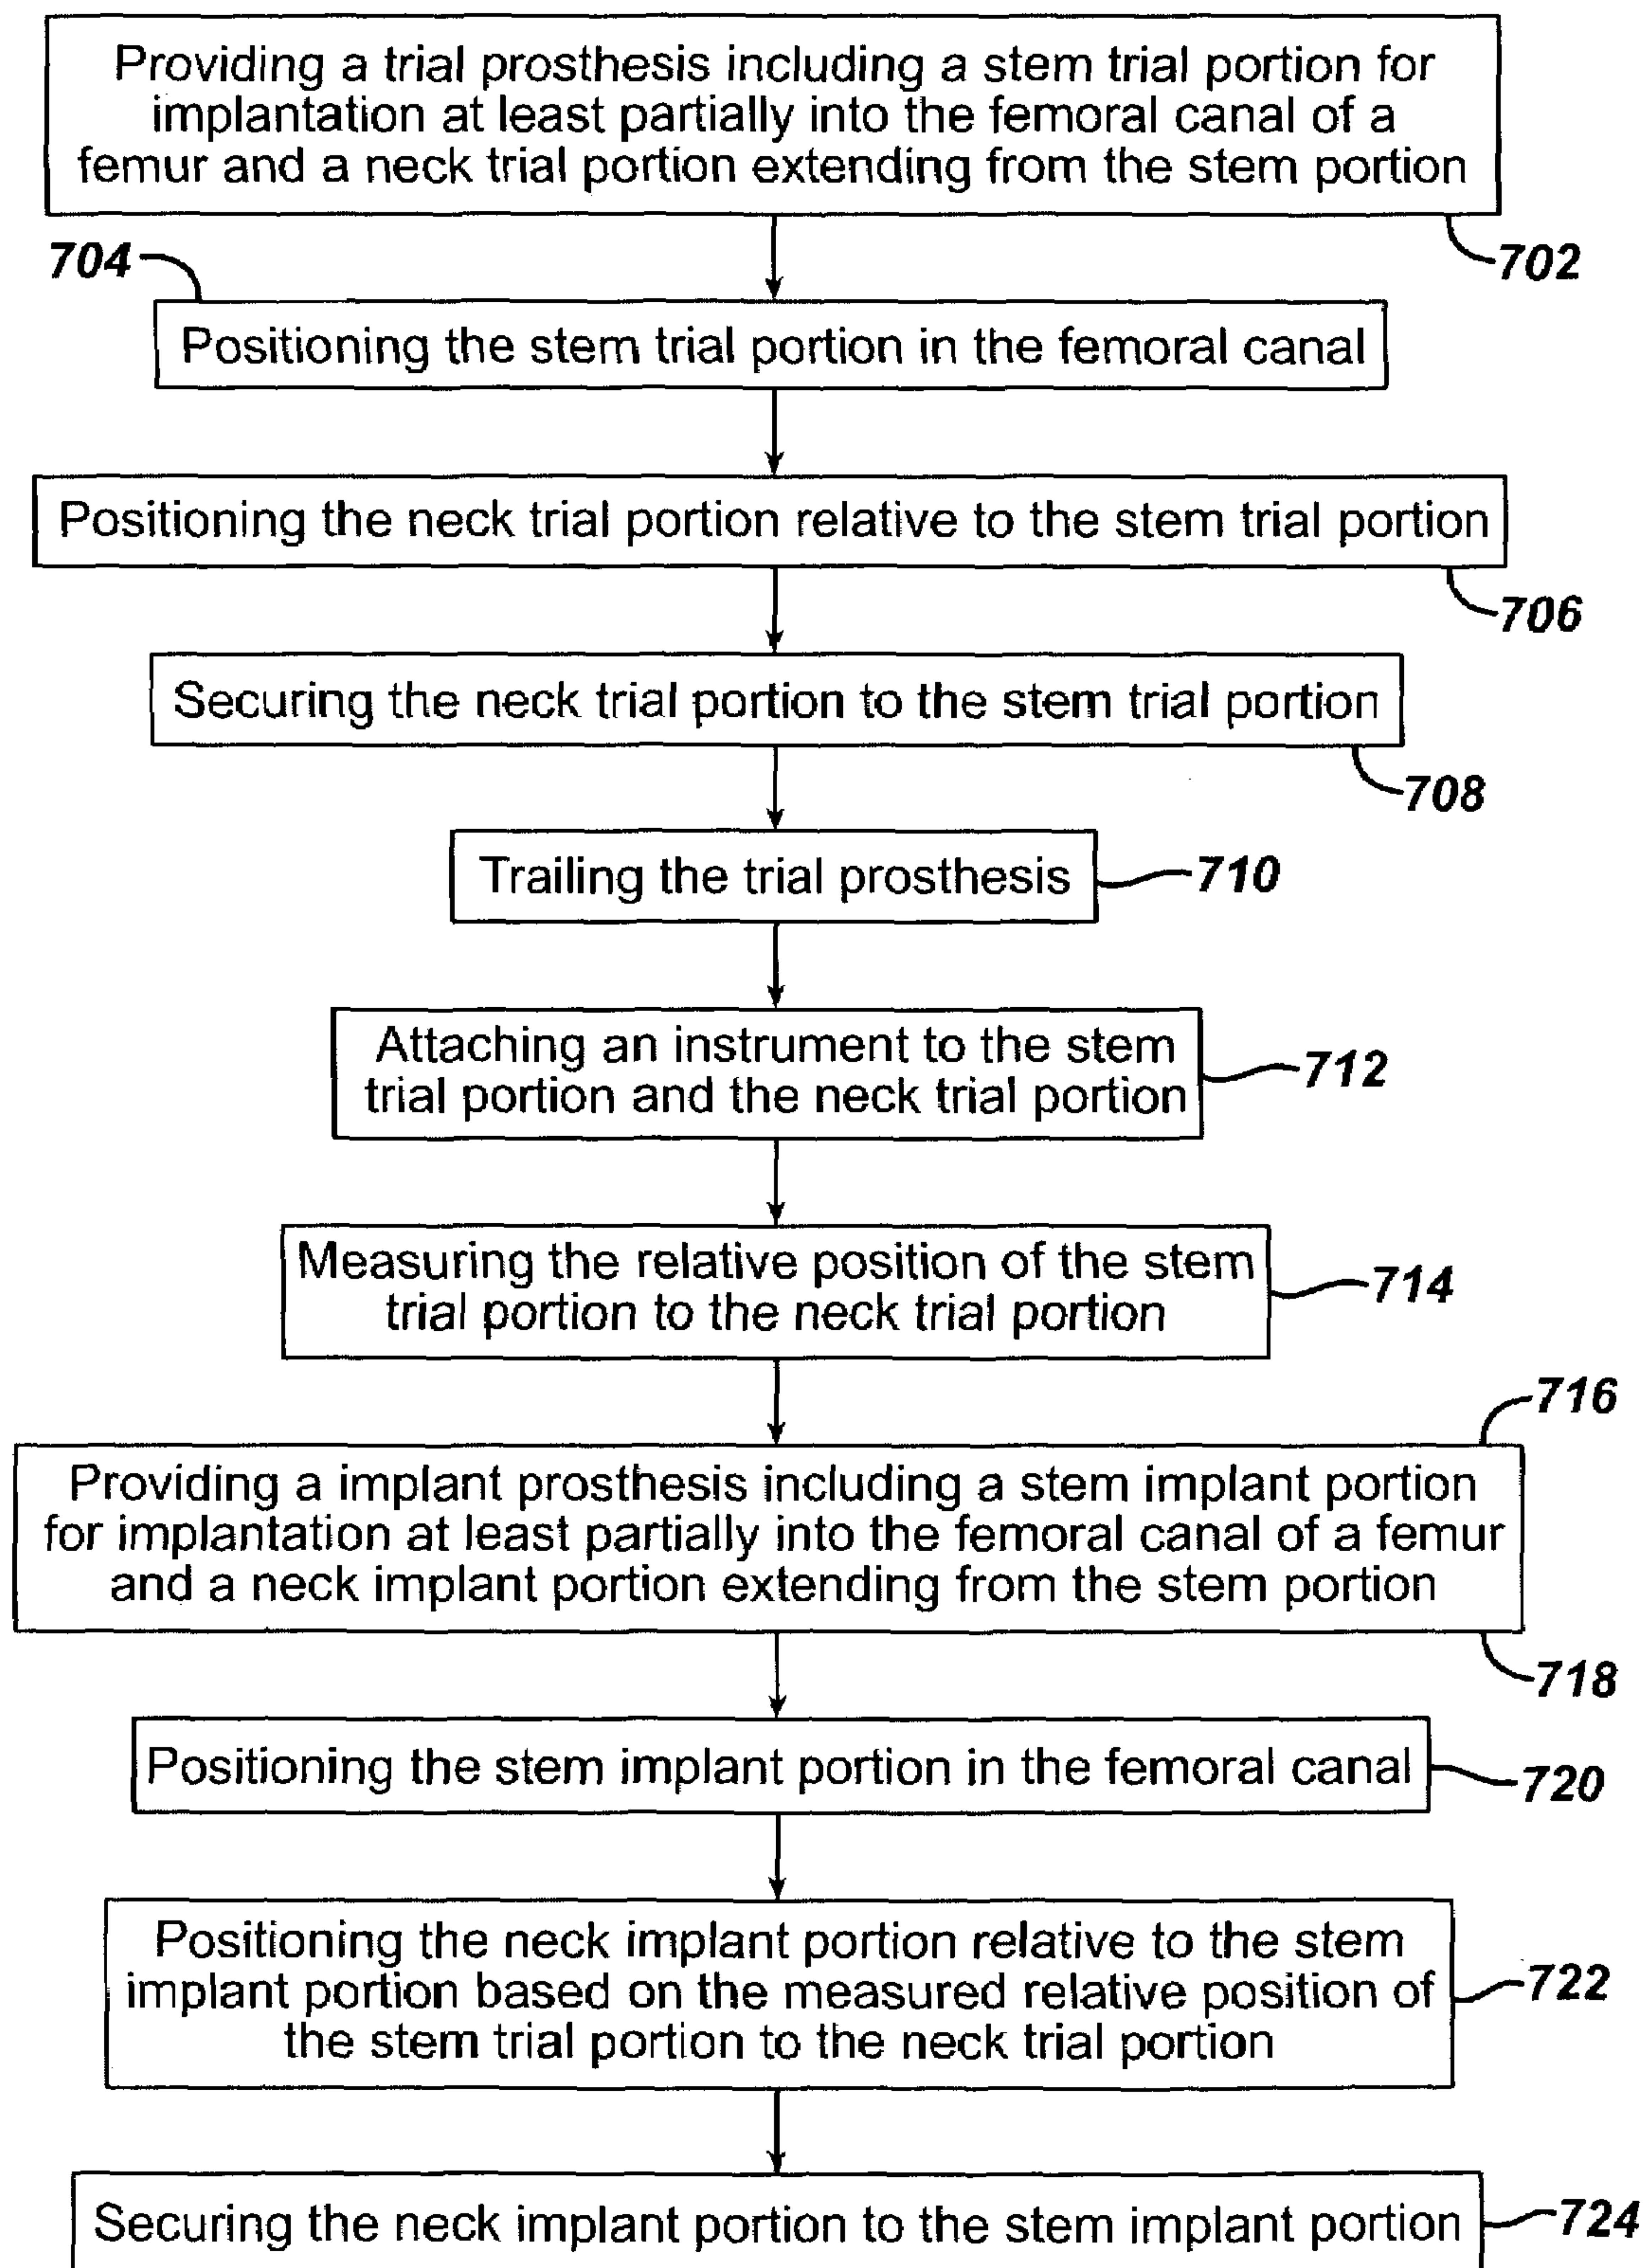 Providing a trial prosthesis including a stem trial portion for
implantation at least partially into the femoral canal of a
femur and a neck trial portion extending from the stem portion
702
704
Positioning the stem trial portion in the femoral canal
Positioning the neck trial portion relative to the stem trial portion
706
Securing the neck trial portion to the stem trial portion
708
Trailing the trial prosthesis
710
Attaching an instrument to the stem
trial portion and the neck trial portion
712
Measuring the relative position of the stem
trial portion to the neck trial portion
714
716
Providing a implant prosthesis including a stem implant portion
for implantation at least partially into the femoral canal of a femur
and a neck implant portion extending from the stem portion
718
Positioning the stem implant portion in the femoral canal
720
Positioning the neck implant portion relative to the stem
implant portion based on the measured relative position of
the stem trial portion to the neck trial portion
722
Securing the neck implant portion to the stem implant portion
724